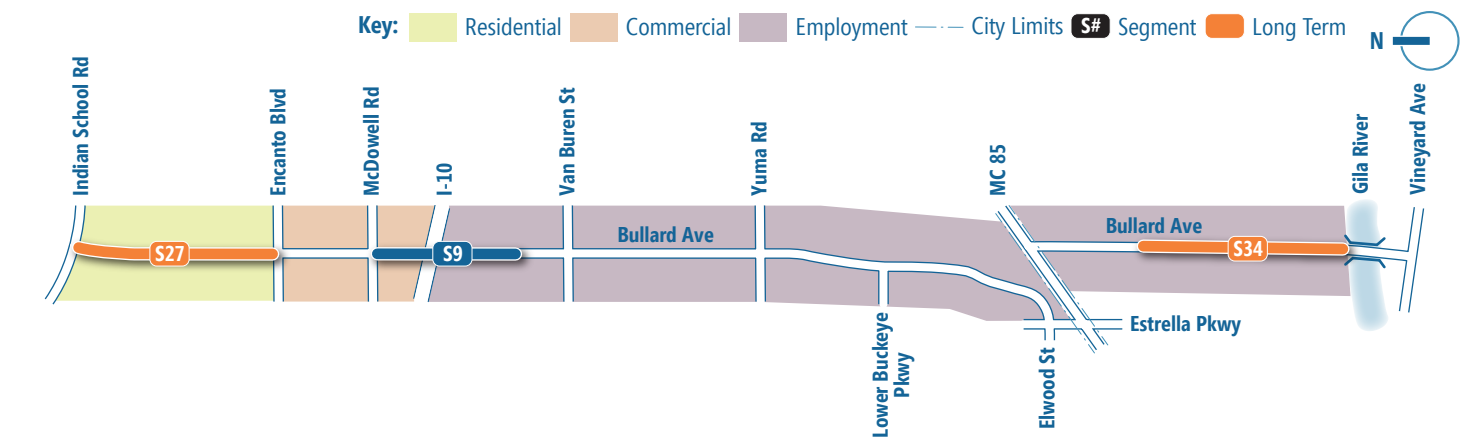 Key: Residential Commercial Employment City Limits S# Segment Long Term
N
Indian School Rd
Encanto Blvd
McDowell Rd
I-10
Van Buren St
Yuma Rd
MC 85
Gila River
Vineyard Ave
Bullard Ave
Bullard Ave
S27
S9
S34
Estrella Pkwy
Lower Buckeye
Pkwy
Elwood St